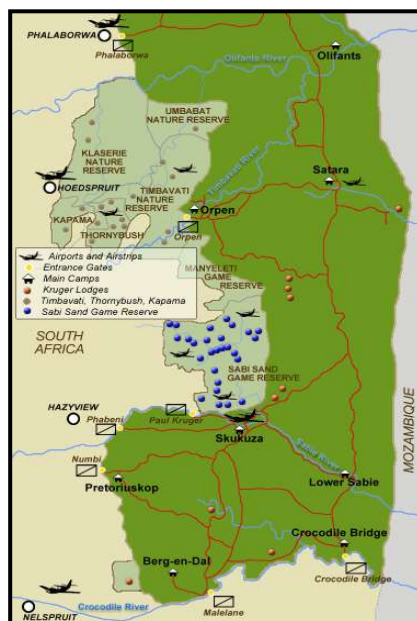 PHALABORWA
Phalaborwa
Olifants River
Olifants
UMBABAT
NATURE RESERVE
KLASERIE
NATURE
RESERVE
Timbavati River
Satara
HOEDSPRUIT
TIMBAVATI
NATURE
RESERVE
KAPAMA
Orpen
THORNYBUSH
Orpen
Airports and Airstrips
Entrance Gates
Main Camps
Kruger Lodges
Timbavati, Thornybush, Kapama
Sabi Sand Game Reserve
MANYELETI
GAME
RESERVE
SOUTH
AFRICA
SABI SAND
GAME RESERVE
MOZAMBIQUE
HAZYVIEW
Phabeni
Paul Kruger
Skukuza
Sabie River
Numbi
Pretoriuskop
Lower Sabie
Crocodile Bridge
Berg-en-Dal
Crocodile Bridge
Crocodile River
Malelane
NELSPRUIT